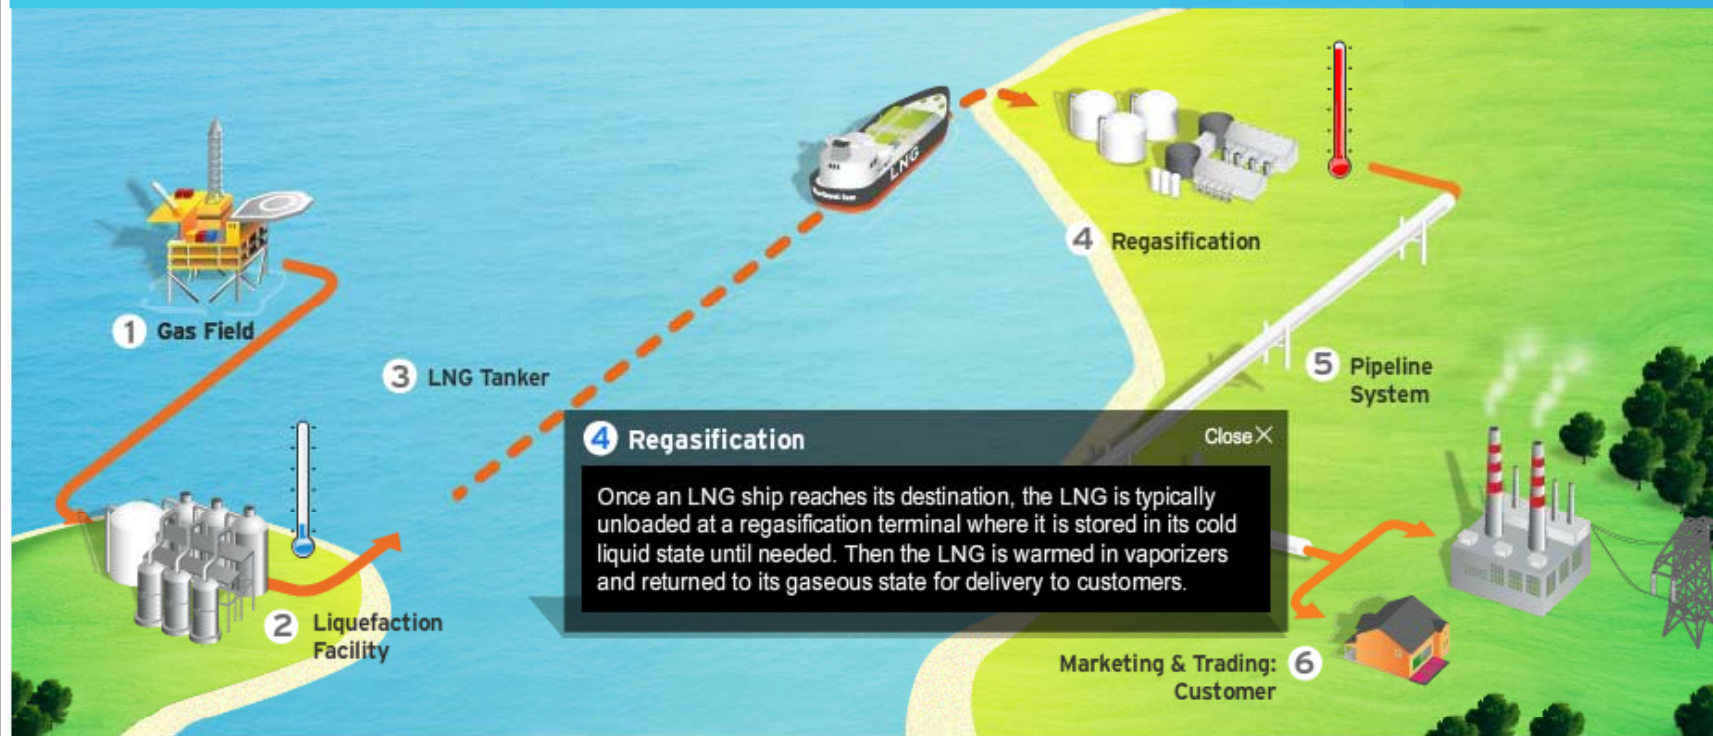 LNG
1 Gas Field
4 Regasification
3 LNG Tanker
5 Pipeline
System
4 Regasification
Close X
Once an LNG ship reaches its destination, the LNG is typically
unloaded at a regasification terminal where it is stored in its cold
liquid state until needed. Then the LNG is warmed in vaporizers
and returned to its gaseous state for delivery to customers.
2 Liquefaction
Facility
Marketing & Trading: 6
Customer